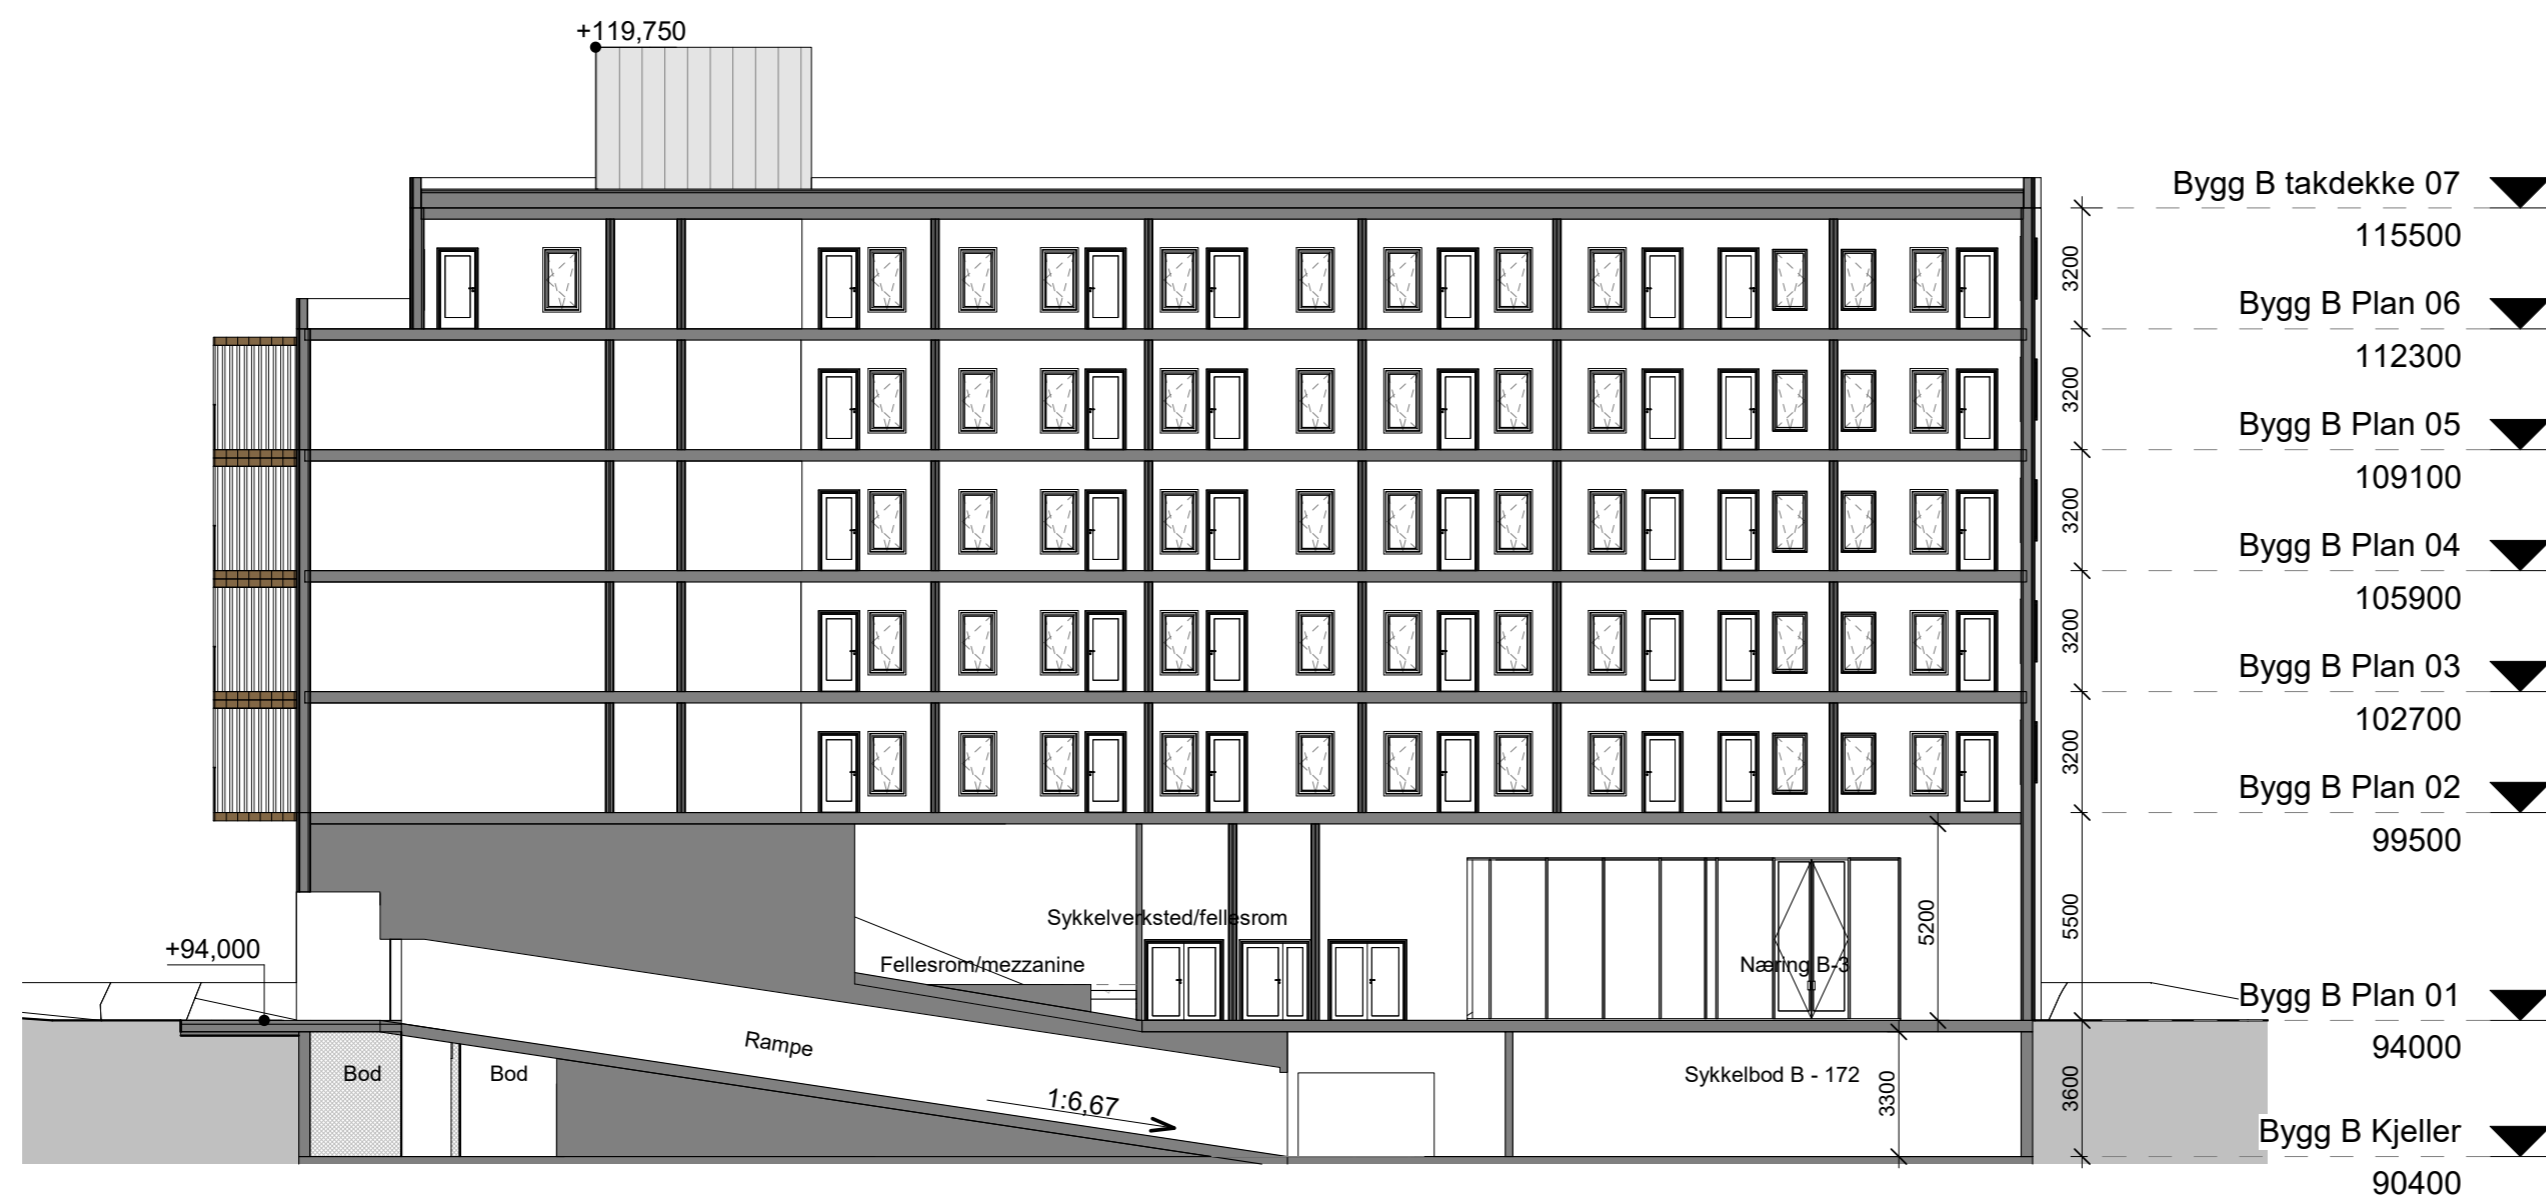 +119,750
Bygg B takdekke 07
115500
3200
Bygg B Plan 06
112300
3200
Bygg B Plan 05
109100
3200
Bygg B Plan 04
105900
3200
Bygg B Plan 03
102700
3200
Bygg B Plan 02
99500
Sykkelverksted/fellesrom
5200
5500
+94,000
Fellesrom/mezzanine
Næring B-3
Bygg B Plan 01
94000
Rampe
Bod
Bod
Sykkelbod B - 172
3300
3600
1:6,67
Bygg B Kjeller
90400